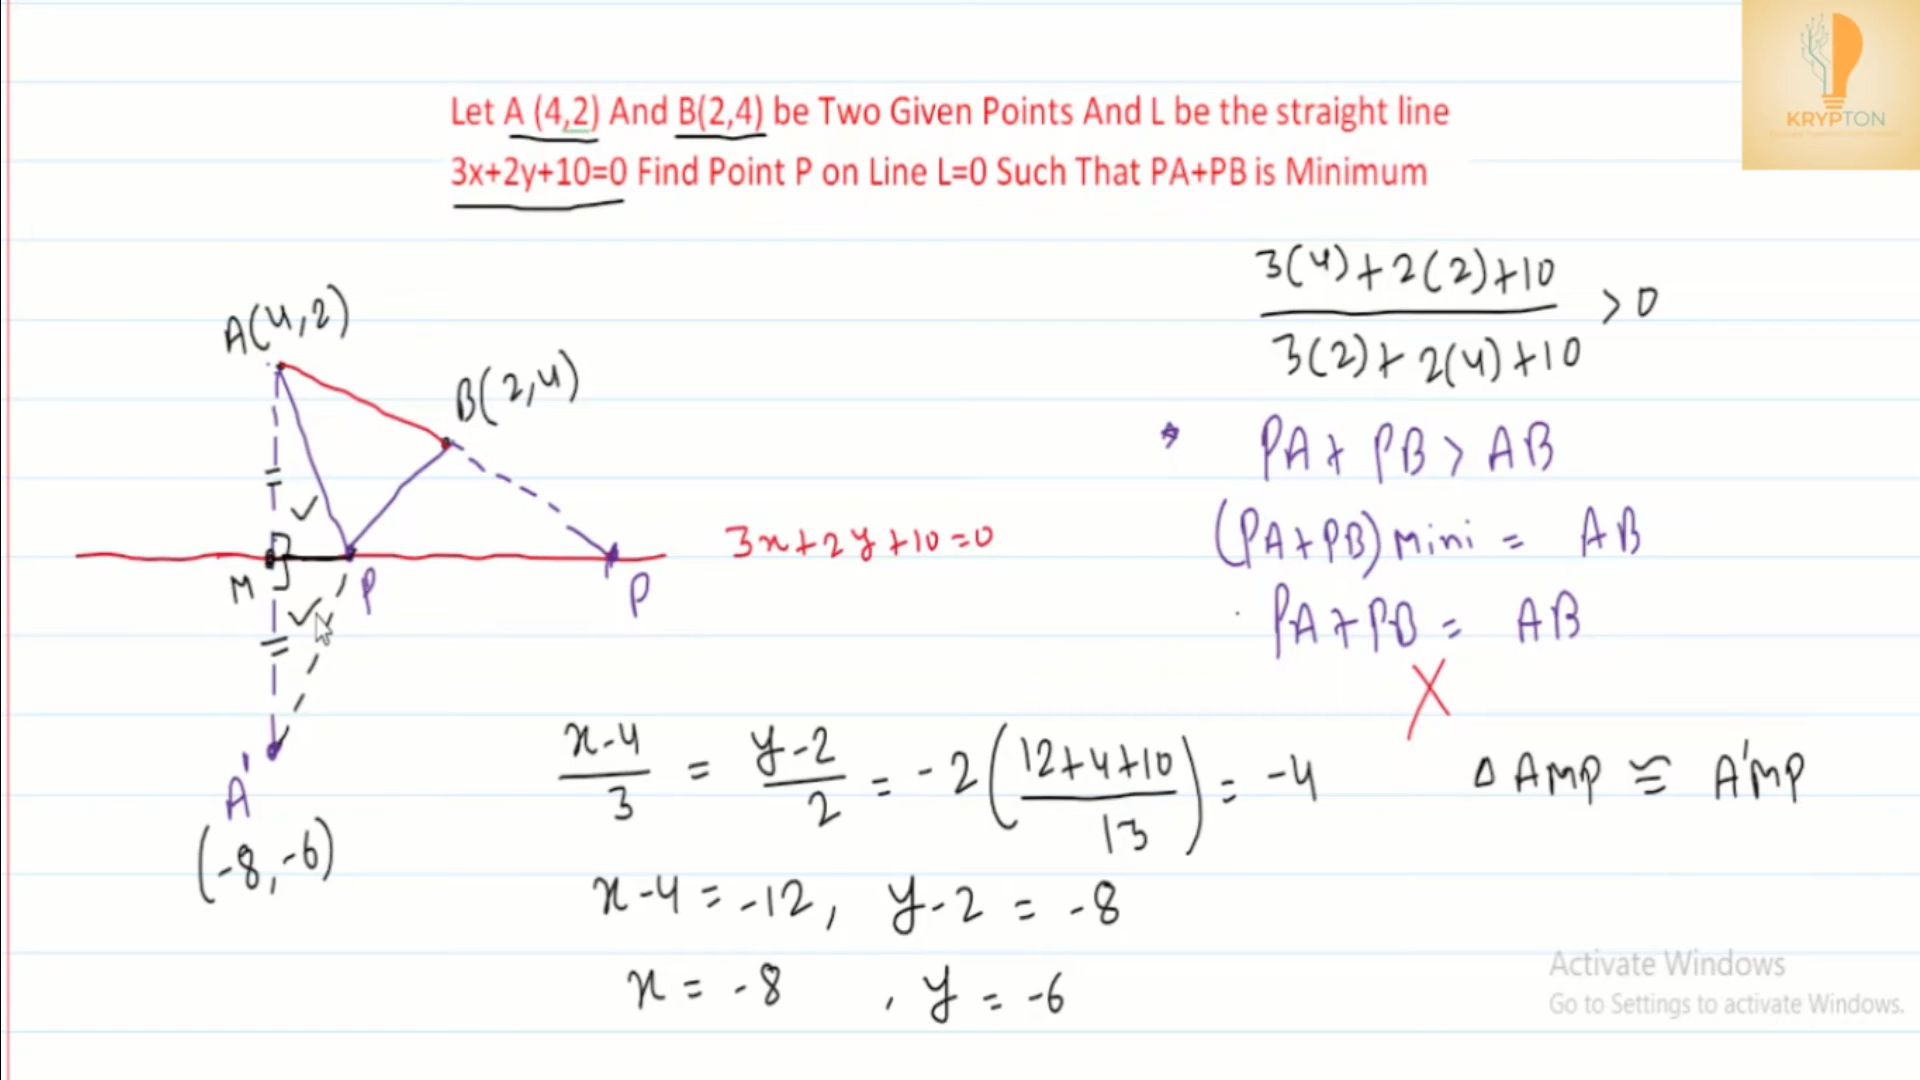 KRYPTON
Let A (4,2) And B(2,4) be Two Given Points And L be the straight line
3x+2y+10=0 Find Point P on Line L=0 Such That PA+PB is Minimum
3(4)+2(2)+10
> 0
3(2)+2(4)+10
A(4,2)
B(2,4)
PA+PB > AB
(PA+PB) mini = AB
3x+2y+10=0
M
P
P
PA+PB = AB
X
A'
(-8,-6)
x-4/3 = y-2/2 = -2(12+4+10/13) = -4
Δ AMP ≅ A'MP
x-4 = -12, y-2 = -8
x = -8 , y = -6
Activate Windows
Go to Settings to activate Windows.